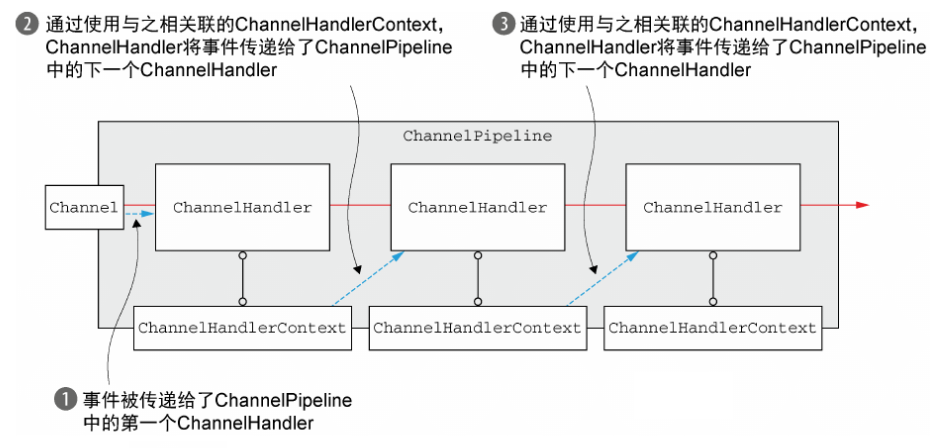 ❷ 通过使用与之相关联的ChannelHandlerContext,
ChannelHandler将事件传递给了ChannelPipeline
中的下一个ChannelHandler
❸ 通过使用与之相关联的ChannelHandlerContext,
ChannelHandler将事件传递给了ChannelPipeline
中的下一个ChannelHandler
ChannelPipeline
Channel
ChannelHandler
ChannelHandler
ChannelHandler
ChannelHandlerContext
ChannelHandlerContext
ChannelHandlerContext
❶ 事件被传递给了ChannelPipeline
中的第一个ChannelHandler